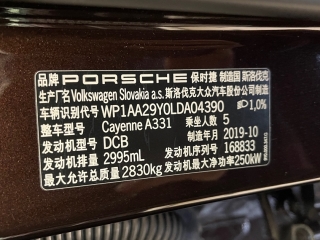 品牌 PORSCHE 保时捷 制造国 斯洛伐克
生产厂名 Volkswagen Slovakia a.s. 斯洛伐克大众汽车股份公司
车辆识别代号 WP1AA29Y0LDA04390 1,0%
整车型号 Cayenne A331 乘坐人数 5
发动机型号 DCB 制造年月 2019-10
发动机排量 2995mL 发动机序列号 168833
最大允许总质量 2830kg 发动机最大净功率 250kW